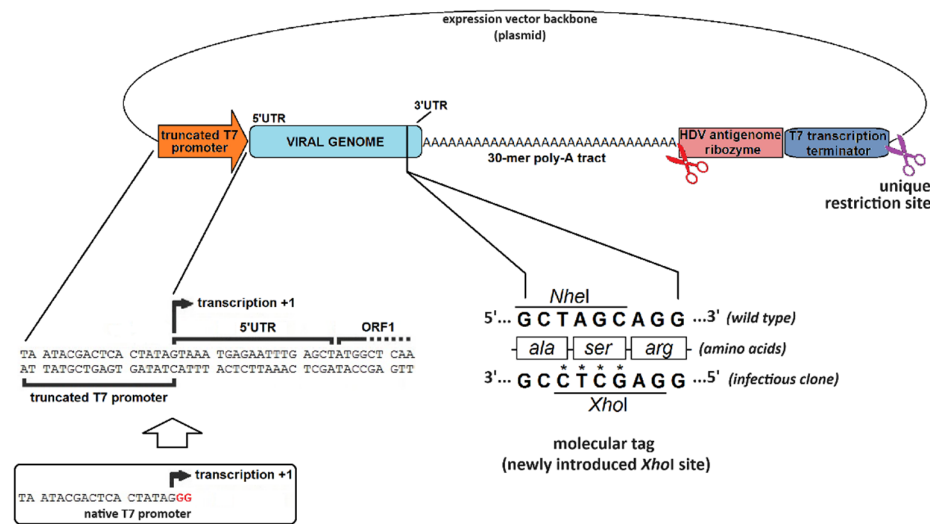 expression vector backbone
(plasmid)
3'UTR
5'UTR
truncated T7
promoter
VIRAL GENOME
AAAAAAAAAAAAAAAAAAAAAAAAAAAAAA
30-mer poly-A tract
HDV antigenome
ribozyme
T7 transcription
terminator
unique
restriction site
transcription +1
5'UTR
ORF1
TA ATACGACTCA CTATAGTAAA TGAGAATTTG AGCTATGGCT CAA
AT TATGCTGAGT GATATCATTT ACTCTTAAAC TCGATACCGA GTT
truncated T7 promoter
transcription +1
TA ATACGACTCA CTATAGGG
native T7 promoter
NheI
5'... GCTAGCAGG ...3' (wild type)
ala ser arg (amino acids)
* * * *
3'... GCCTCGAGG ...5' (infectious clone)
XhoI
molecular tag
(newly introduced XhoI site)